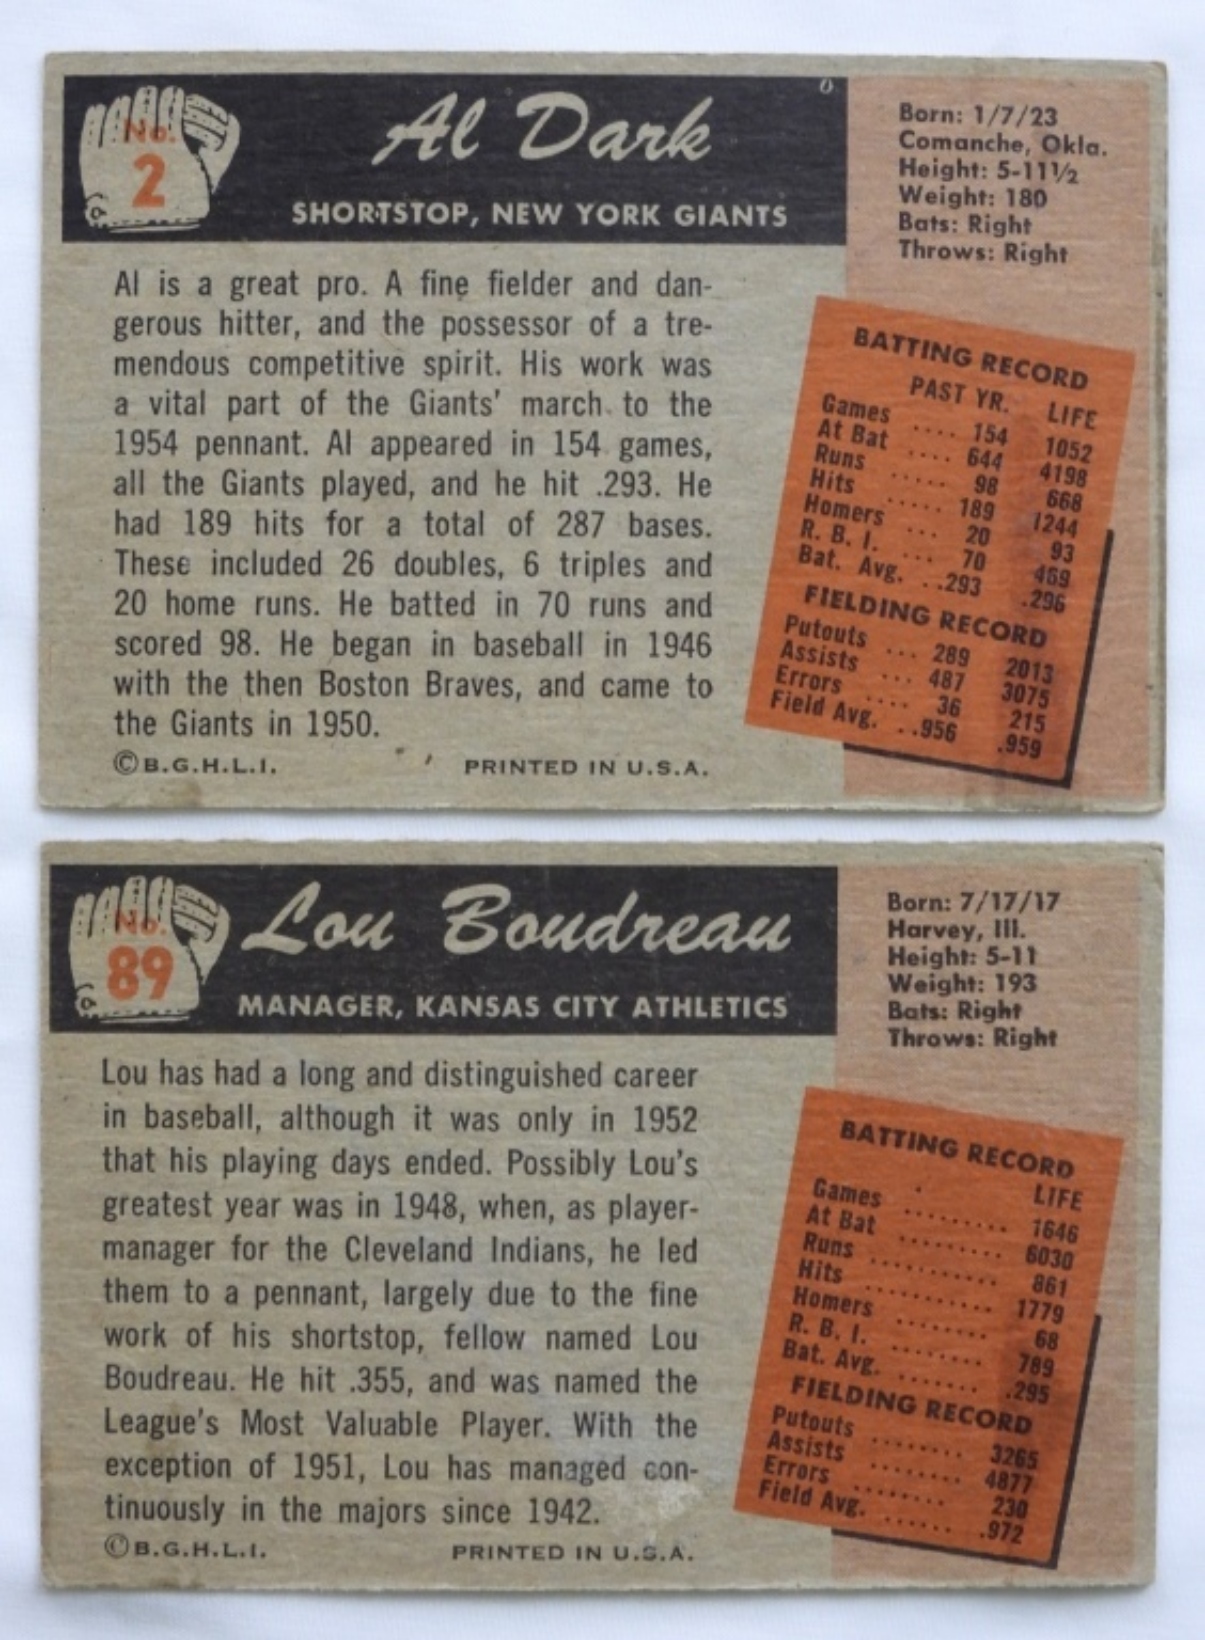 No.
2
Al Dark
SHORTSTOP, NEW YORK GIANTS
Born: 1/7/23
Comanche, Okla.
Height: 5-11½
Weight: 180
Bats: Right
Throws: Right
Al is a great pro. A fine fielder and dan-
gerous hitter, and the possessor of a tre-
mendous competitive spirit. His work was
a vital part of the Giants' march to the
1954 pennant. Al appeared in 154 games,
all the Giants played, and he hit .293. He
had 189 hits for a total of 287 bases.
These included 26 doubles, 6 triples and
20 home runs. He batted in 70 runs and
scored 98. He began in baseball in 1946
with the then Boston Braves, and came to
the Giants in 1950.
©B.G.H.L.I. PRINTED IN U.S.A.
BATTING RECORD
PAST YR. LIFE
Games .... 154 1052
At Bat .... 644 4198
Runs ..... 98 668
Hits ..... 189 1244
Homers ... 20 93
R. B. I. ... 70 469
Bat. Avg. ..293 .296
FIELDING RECORD
Putouts ... 289 2013
Assists ... 487 3075
Errors .... 36 215
Field Avg. ..956 .959
No.
89
Lou Boudreau
MANAGER, KANSAS CITY ATHLETICS
Born: 7/17/17
Harvey, Ill.
Height: 5-11
Weight: 193
Bats: Right
Throws: Right
Lou has had a long and distinguished career
in baseball, although it was only in 1952
that his playing days ended. Possibly Lou's
greatest year was in 1948, when, as player-
manager for the Cleveland Indians, he led
them to a pennant, largely due to the fine
work of his shortstop, fellow named Lou
Boudreau. He hit .355, and was named the
League's Most Valuable Player. With the
exception of 1951, Lou has managed con-
tinuously in the majors since 1942.
©B.G.H.L.I. PRINTED IN U.S.A.
BATTING RECORD
LIFE
Games ......... 1646
At Bat ......... 6030
Runs ........... 861
Hits ............ 1779
Homers ........ 68
R. B. I. ........ 789
Bat. Avg. ....... .295
FIELDING RECORD
Putouts ........ 3265
Assists ........ 4877
Errors ........ 230
Field Avg. ...... .972